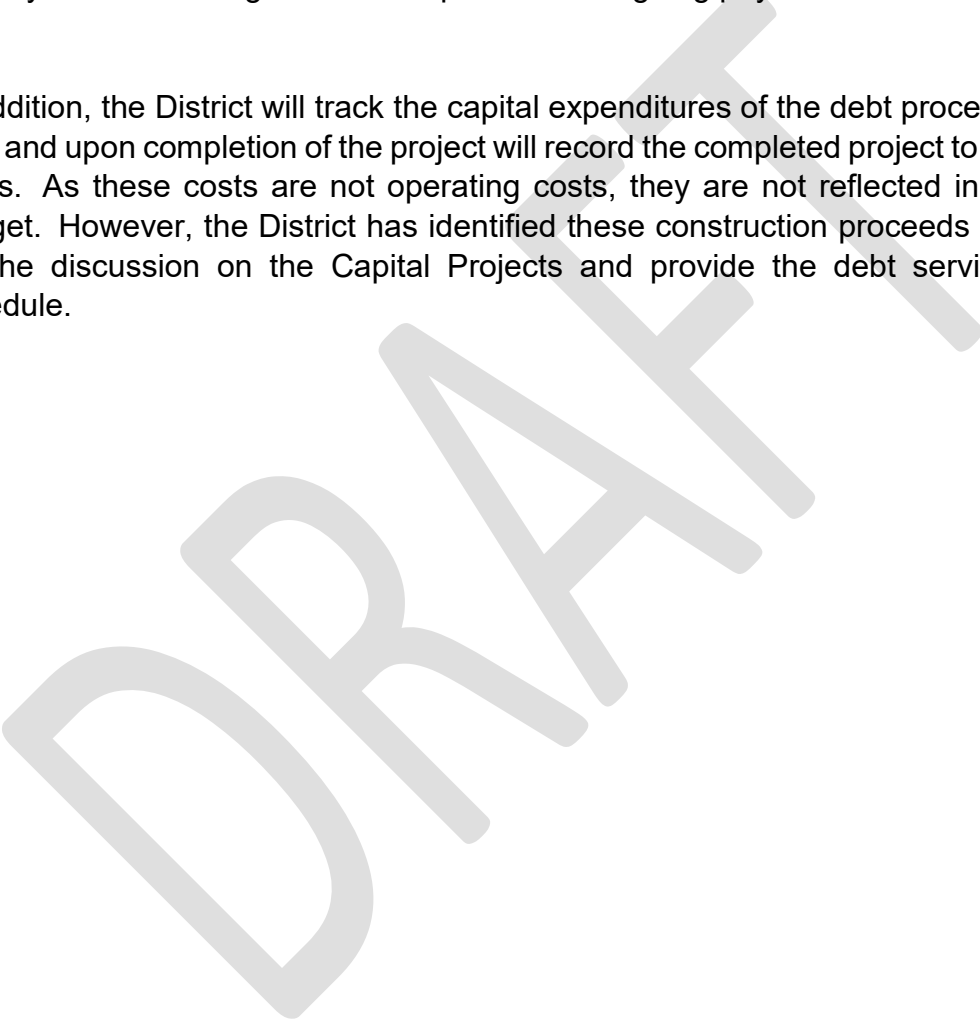 ddition, the District will track the capital expenditures of the debt proce
and upon completion of the project will record the completed project to
s. As these costs are not operating costs, they are not reflected in
get. However, the District has identified these construction proceeds
he discussion on the Capital Projects and provide the debt servi
edule.
DRAFT